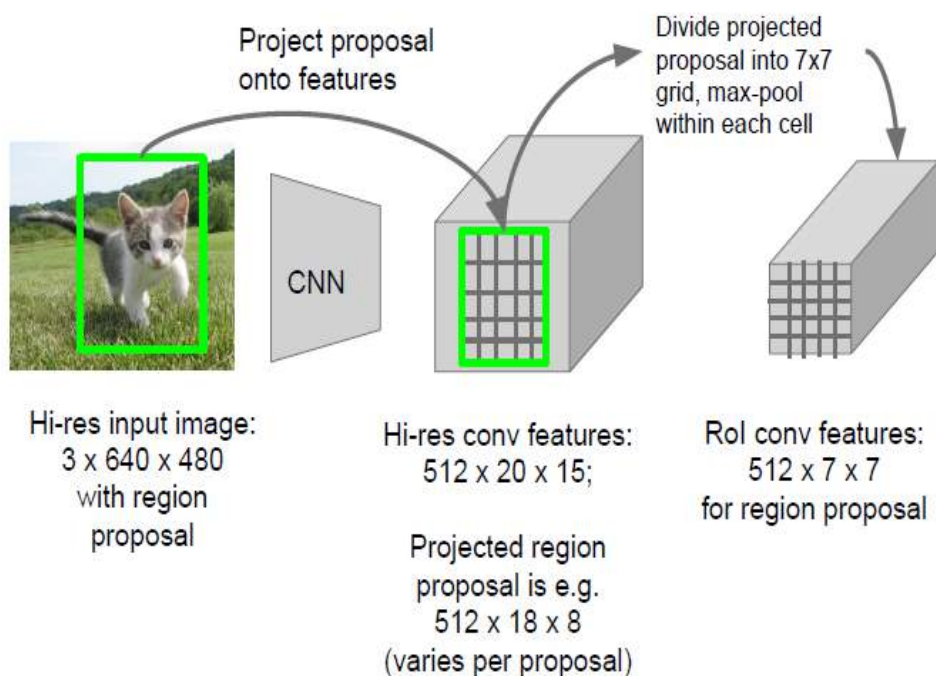 Project proposal
onto features
Divide projected
proposal into 7x7
grid, max-pool
within each cell
CNN
Hi-res input image:
3 x 640 x 480
with region
proposal
Hi-res conv features:
512 x 20 x 15;
Projected region
proposal is e.g.
512 x 18 x 8
(varies per proposal)
RoI conv features:
512 x 7 x 7
for region proposal